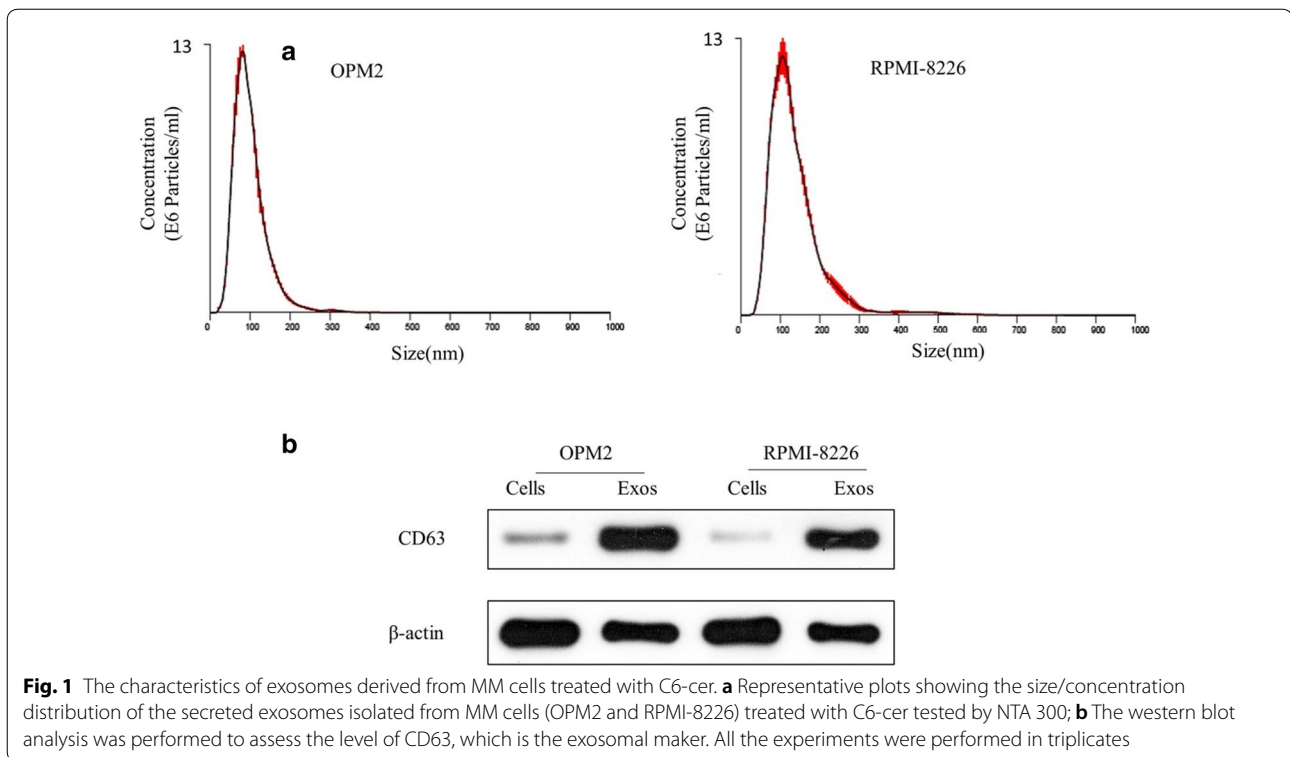 a
OPM2
13
Concentration
(E6 Particles/ml)
0 100 200 300 400 500 600 700 800 900 1000
Size(nm)
RPMI-8226
13
Concentration
(E6 Particles/ml)
0 100 200 300 400 500 600 700 800 900 1000
Size(nm)
b
OPM2 RPMI-8226
Cells Exos Cells Exos
CD63
β-actin
Fig. 1 The characteristics of exosomes derived from MM cells treated with C6-cer. a Representative plots showing the size/concentration
distribution of the secreted exosomes isolated from MM cells (OPM2 and RPMI-8226) treated with C6-cer tested by NTA 300; b The western blot
analysis was performed to assess the level of CD63, which is the exosomal maker. All the experiments were performed in triplicates